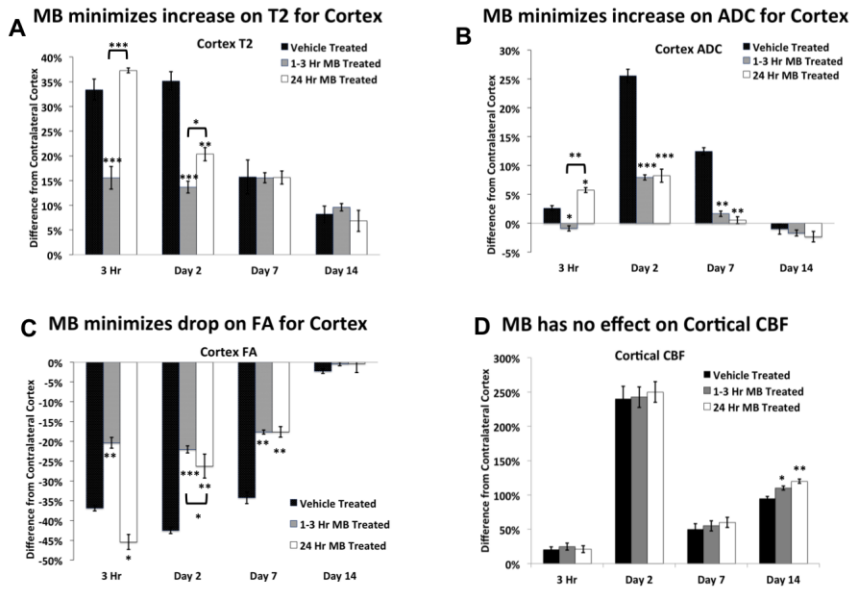 A
MB minimizes increase on T2 for Cortex
Cortex T2
Vehicle Treated
1-3 Hr MB Treated
24 Hr MB Treated
Difference from Contralateral Cortex
40%
35%
30%
25%
20%
15%
10%
5%
0%
***
***
*
***
**
3 Hr
Day 2
Day 7
Day 14
B
MB minimizes increase on ADC for Cortex
Cortex ADC
Vehicle Treated
1-3 Hr MB Treated
24 Hr MB Treated
Difference from Contralateral Cortex
30%
25%
20%
15%
10%
5%
0%
-5%
**
*
*
***
***
**
**
3 Hr
Day 2
Day 7
Day 14
C
MB minimizes drop on FA for Cortex
Cortex FA
Difference from Contralateral Cortex
0%
-5%
-10%
-15%
-20%
-25%
-30%
-35%
-40%
-45%
-50%
**
*
***
**
*
**
**
Vehicle Treated
1-3 Hr MB Treated
24 Hr MB Treated
3 Hr
Day 2
Day 7
Day 14
D
MB has no effect on Cortical CBF
Cortical CBF
Vehicle Treated
1-3 Hr MB Treated
24 Hr MB Treated
Difference from Contralateral Cortex
300%
250%
200%
150%
100%
50%
0%
*
**
3 Hr
Day 2
Day 7
Day 14